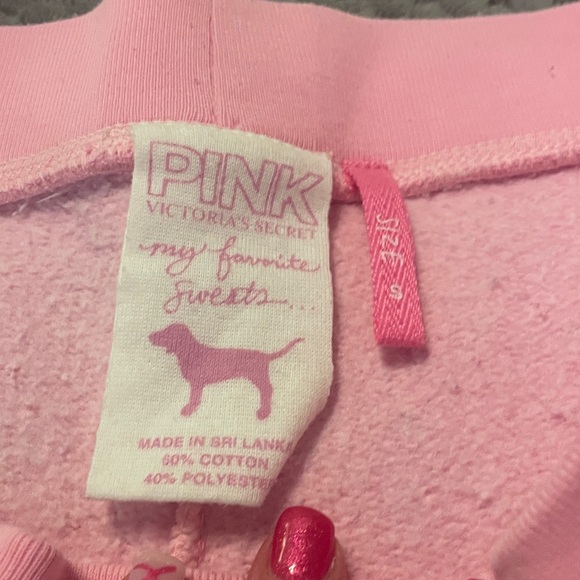 PINK
VICTORIA'S SECRET
my favorite
sweats...
MADE IN SRI LANKA
60% COTTON
40% POLYESTER
SIZE S